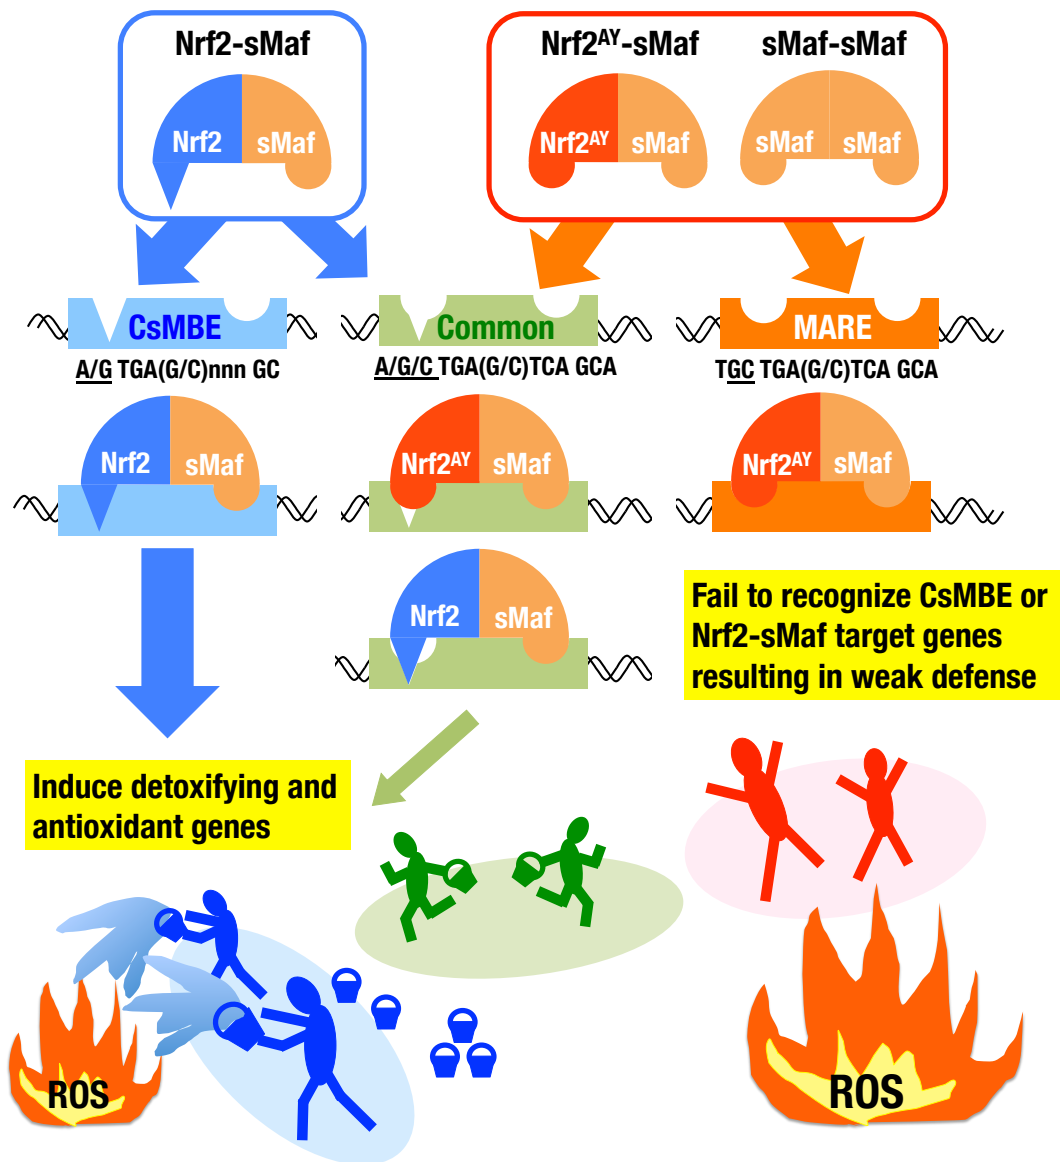 Nrf2-sMaf
Nrf2
sMaf
Nrf2ᴬʸ-sMaf
sMaf-sMaf
Nrf2ᴬʸ
sMaf
sMaf
sMaf
CsMBE
A/G TGA(G/C)nnn GC
Common
A/G/C TGA(G/C)TCA GCA
MARE
TGC TGA(G/C)TCA GCA
Nrf2
sMaf
Nrf2ᴬʸ
sMaf
Nrf2ᴬʸ
sMaf
Nrf2
sMaf
Fail to recognize CsMBE or
Nrf2-sMaf target genes
resulting in weak defense
Induce detoxifying and
antioxidant genes
ROS
ROS